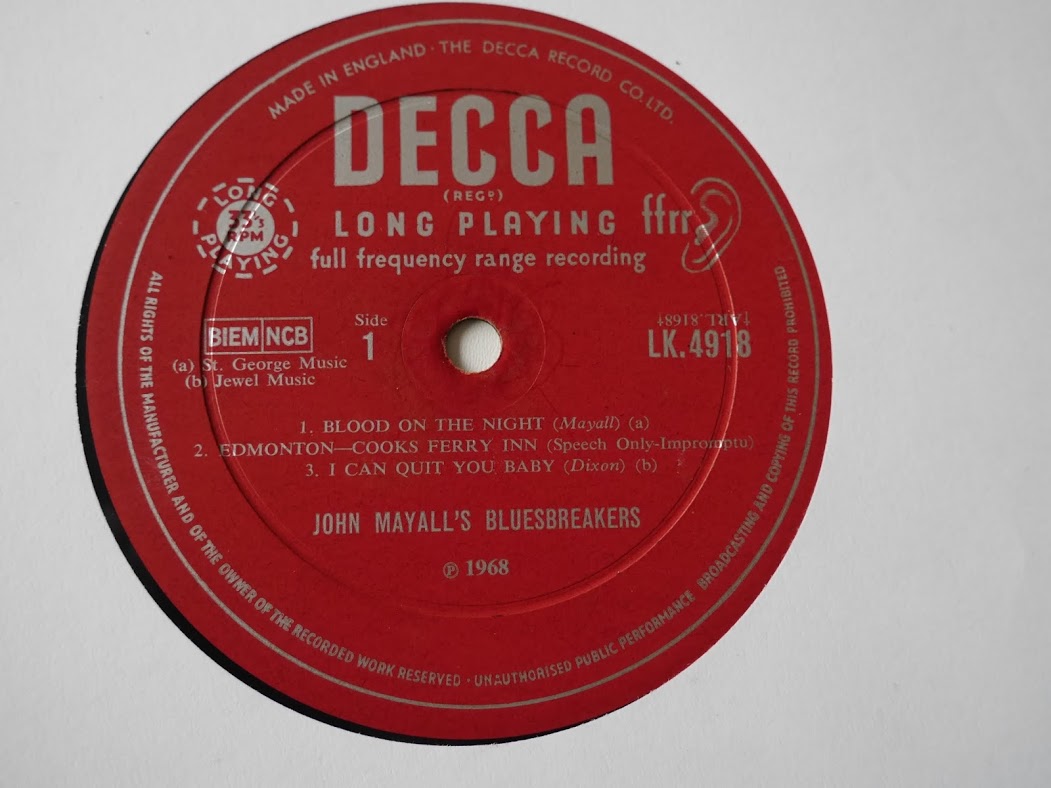 MADE IN ENGLAND · THE DECCA RECORD CO. LTD.
DECCA
(REGᴰ)
LONG PLAYING
ffrr
full frequency range recording
LONG
33⅓
RPM
PLAYING
BIEM NCB
(a) St. George Music
(b) Jewel Music
Side
1
†ARL.8168†
LK.4918
1. BLOOD ON THE NIGHT (Mayall) (a)
2. EDMONTON—COOKS FERRY INN (Speech Only-Impromptu)
3. I CAN QUIT YOU BABY (Dixon) (b)
JOHN MAYALL'S BLUESBREAKERS
℗ 1968
ALL RIGHTS OF THE MANUFACTURER AND OF THE OWNER OF THE RECORDED WORK RESERVED · UNAUTHORISED PUBLIC PERFORMANCE BROADCASTING AND COPYING OF THIS RECORD PROHIBITED